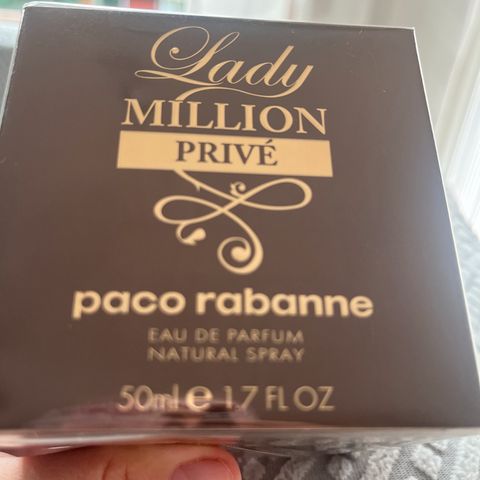 Lady
MILLION
PRIVÉ
paco rabanne
EAU DE PARFUM
NATURAL SPRAY
50ml e 1.7 FL OZ